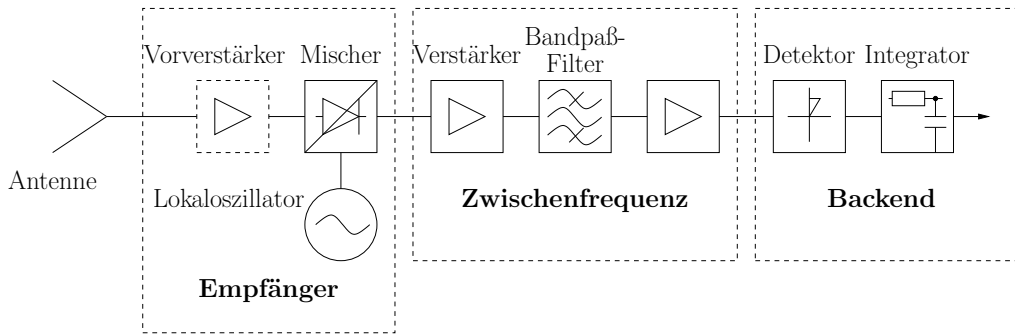 Vorverstärker
Mischer
Verstärker
Bandpaß-
Filter
Detektor
Integrator
Antenne
Lokaloszillator
Zwischenfrequenz
Backend
Empfänger